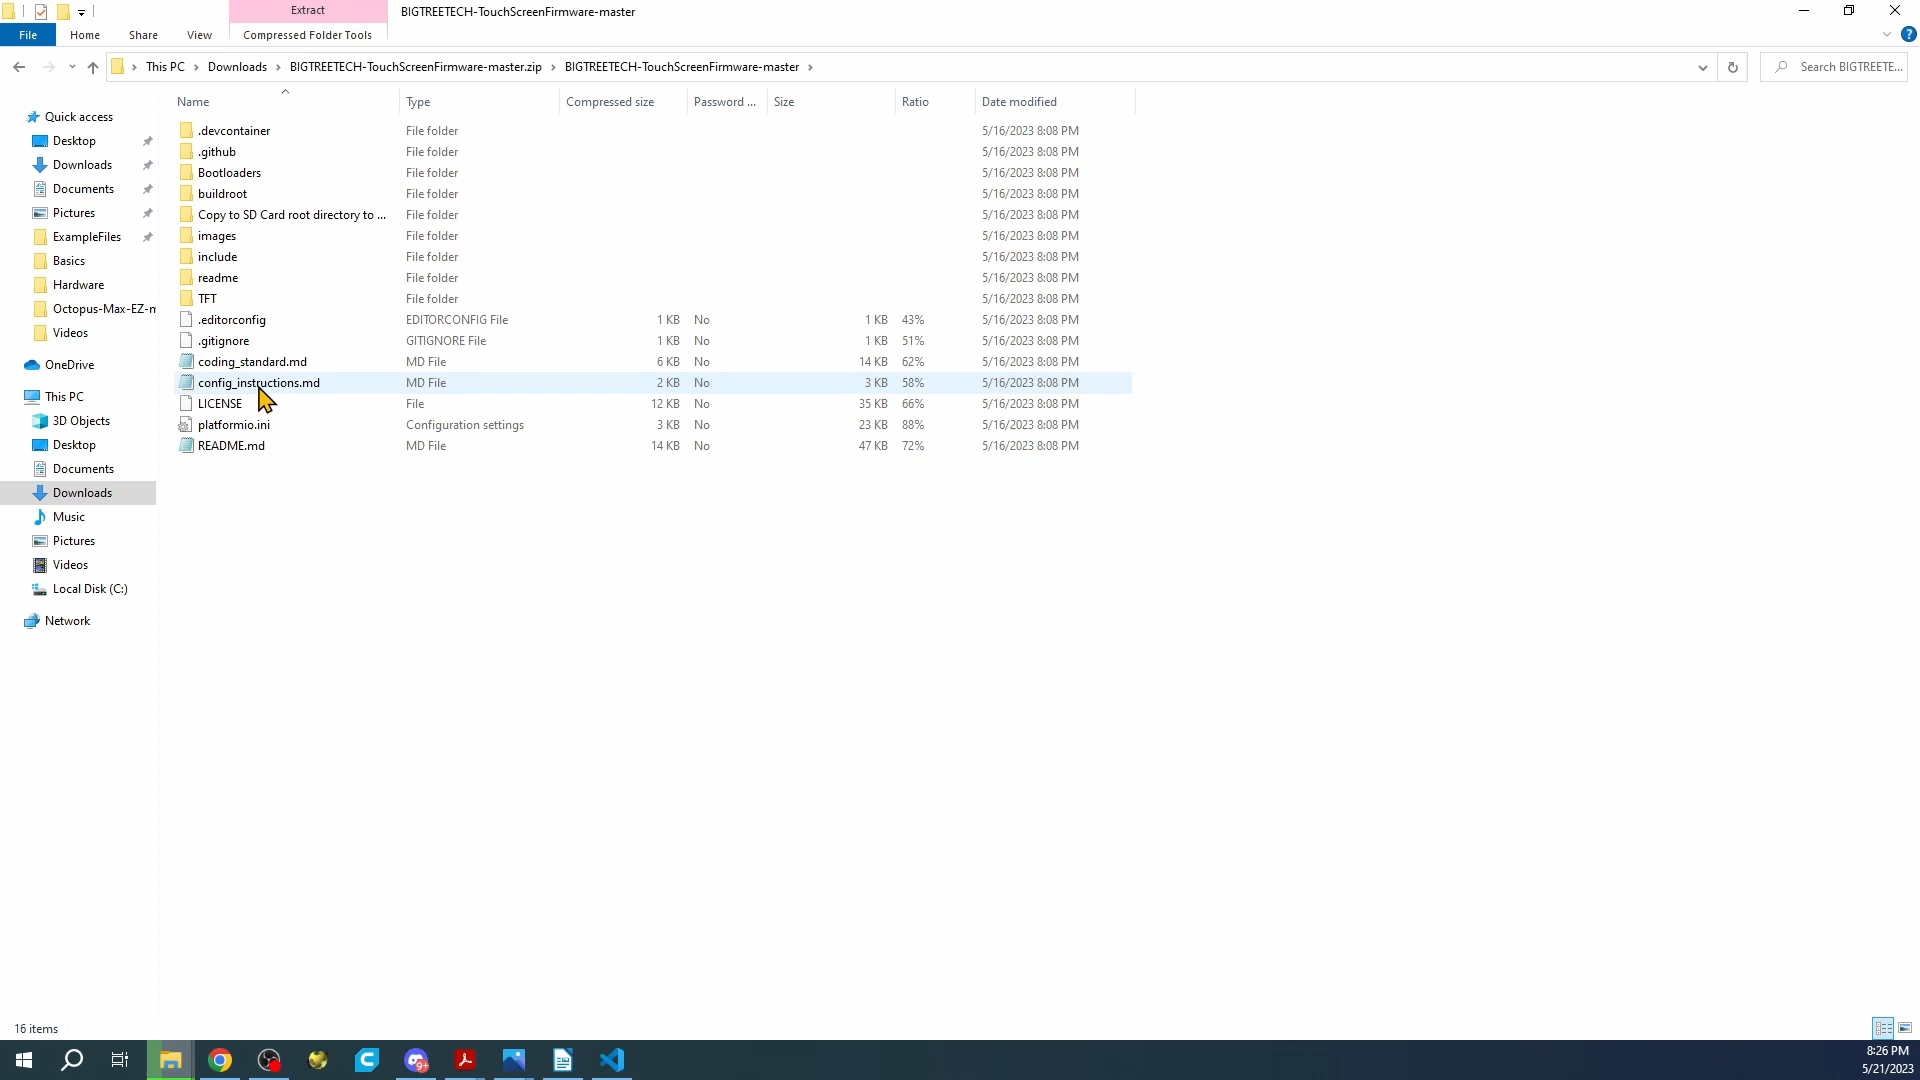 Extract
BIGTREETECH-TouchScreenFirmware-master
File
Home
Share
View
Compressed Folder Tools
This PC > Downloads > BIGTREETECH-TouchScreenFirmware-master.zip > BIGTREETECH-TouchScreenFirmware-master >
Search BIGTREETE...
Name Type Compressed size Password ... Size Ratio Date modified
Quick access
Desktop
Downloads
Documents
Pictures
ExampleFiles
Basics
Hardware
Octopus-Max-EZ-m
Videos
OneDrive
This PC
3D Objects
Desktop
Documents
Downloads
Music
Pictures
Videos
Local Disk (C:)
Network
.devcontainer File folder 5/16/2023 8:08 PM
.github File folder 5/16/2023 8:08 PM
Bootloaders File folder 5/16/2023 8:08 PM
buildroot File folder 5/16/2023 8:08 PM
Copy to SD Card root directory to ... File folder 5/16/2023 8:08 PM
images File folder 5/16/2023 8:08 PM
include File folder 5/16/2023 8:08 PM
readme File folder 5/16/2023 8:08 PM
TFT File folder 5/16/2023 8:08 PM
.editorconfig EDITORCONFIG File 1 KB No 1 KB 43% 5/16/2023 8:08 PM
.gitignore GITIGNORE File 1 KB No 1 KB 51% 5/16/2023 8:08 PM
coding_standard.md MD File 6 KB No 14 KB 62% 5/16/2023 8:08 PM
config_instructions.md MD File 2 KB No 3 KB 58% 5/16/2023 8:08 PM
LICENSE File 12 KB No 35 KB 66% 5/16/2023 8:08 PM
platformio.ini Configuration settings 3 KB No 23 KB 88% 5/16/2023 8:08 PM
README.md MD File 14 KB No 47 KB 72% 5/16/2023 8:08 PM
16 items
9+
8:26 PM
5/21/2023